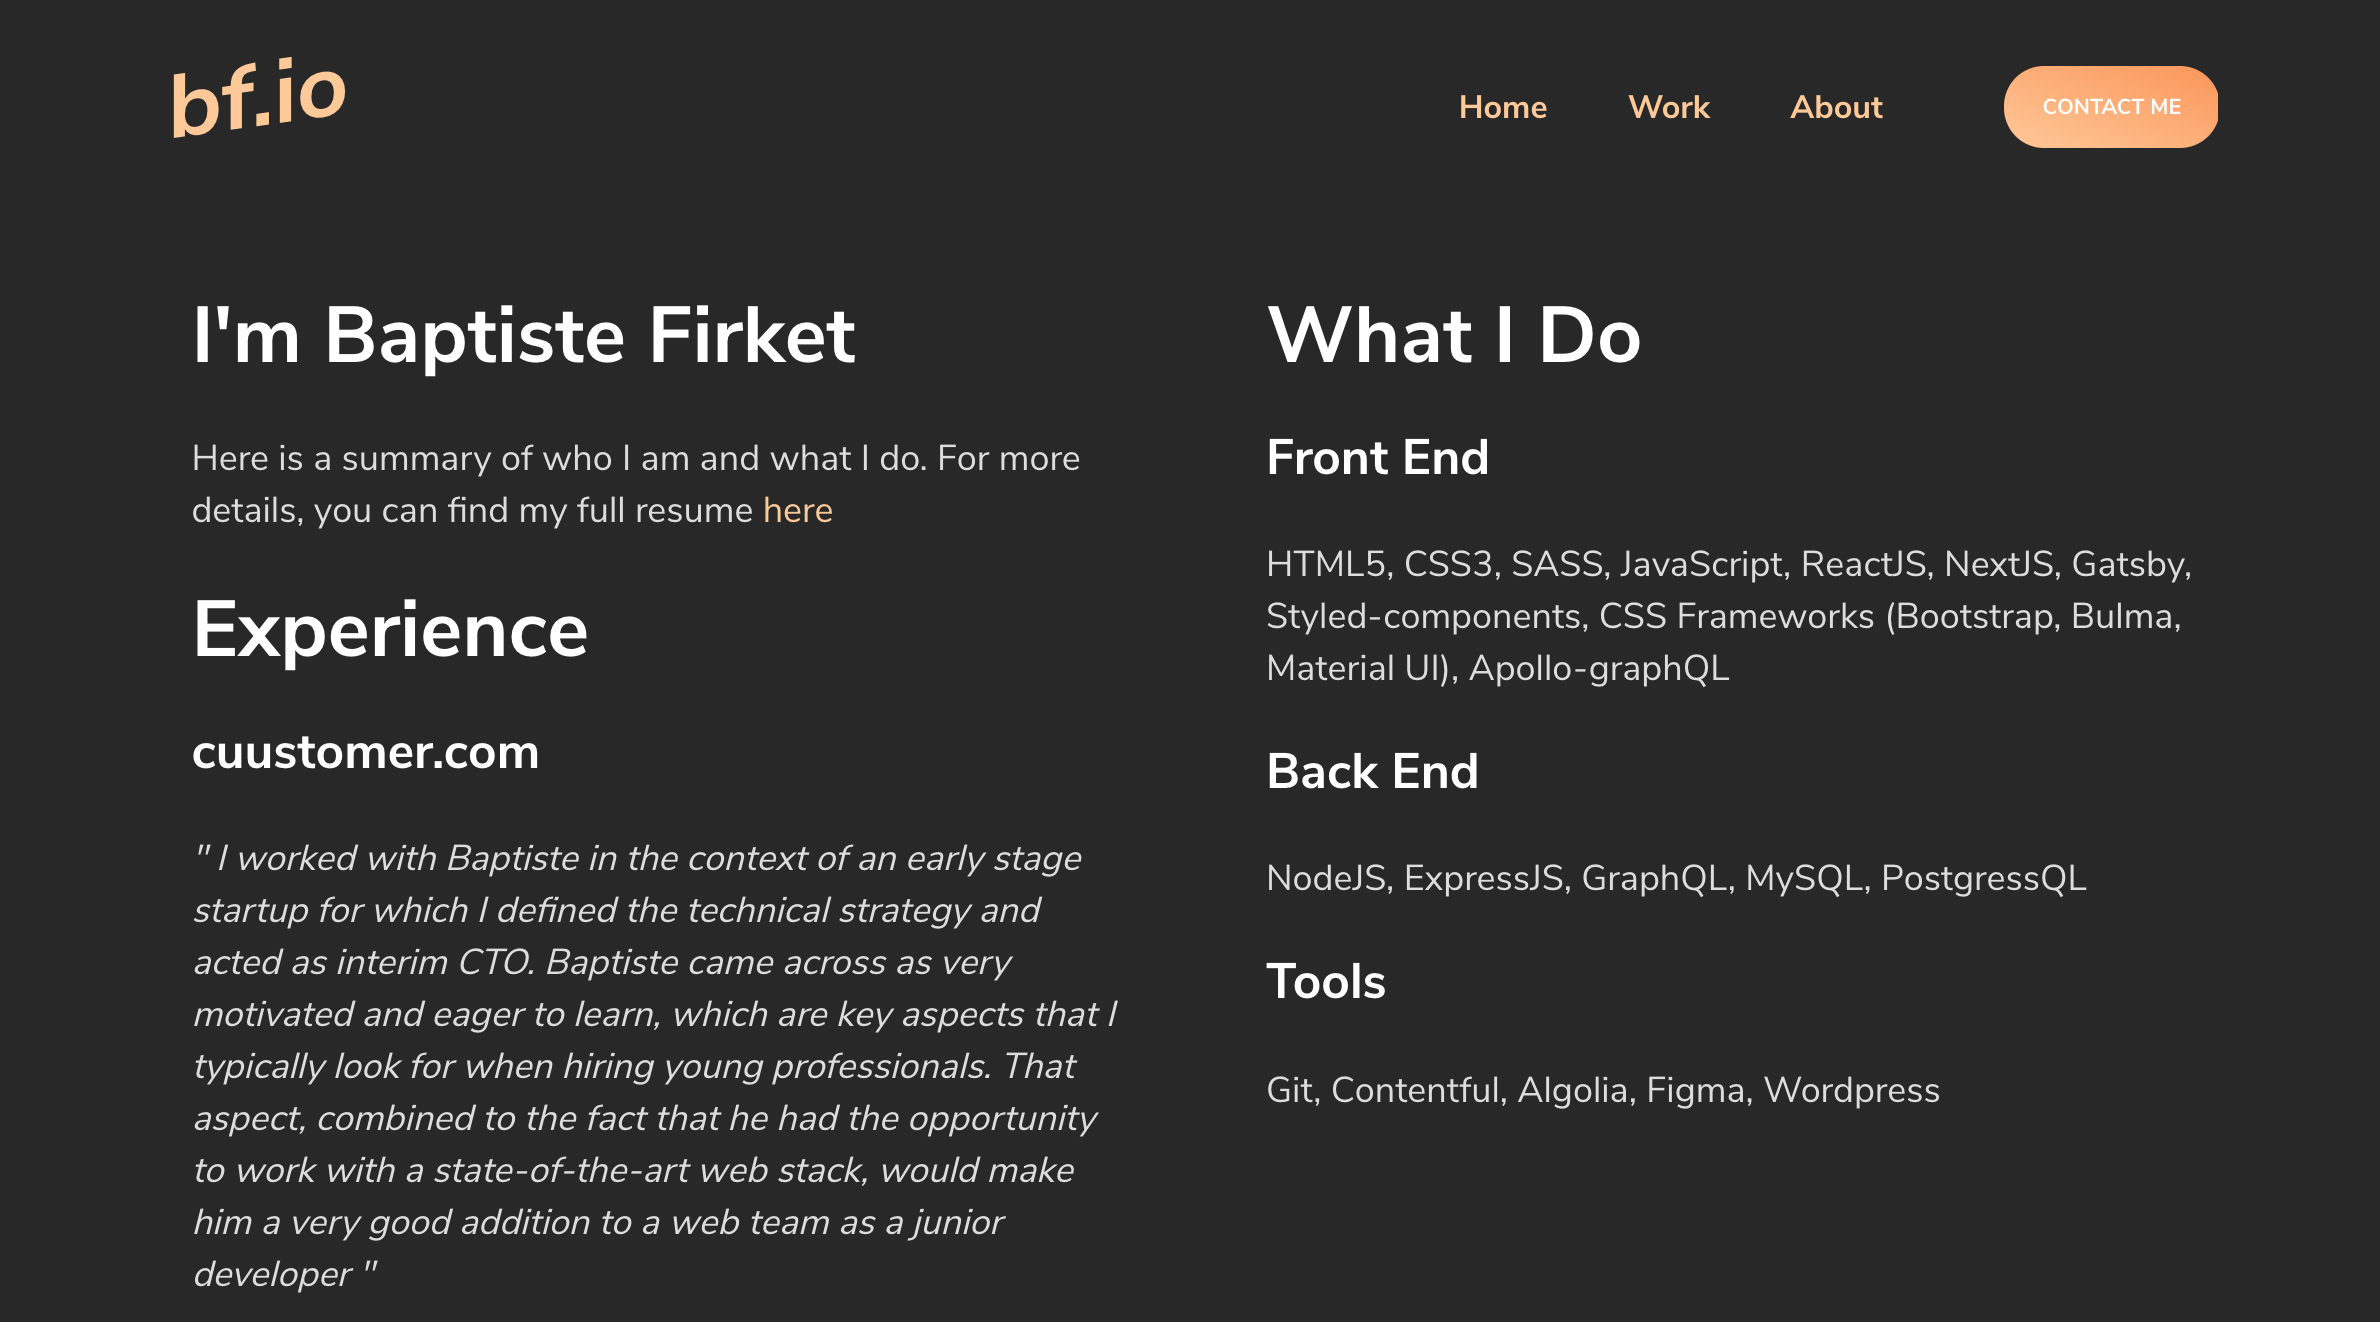 bf.io
Home
Work
About
CONTACT ME
I'm Baptiste Firket
Here is a summary of who I am and what I do. For more
details, you can find my full resume here
Experience
cuustomer.com
" I worked with Baptiste in the context of an early stage
startup for which I defined the technical strategy and
acted as interim CTO. Baptiste came across as very
motivated and eager to learn, which are key aspects that I
typically look for when hiring young professionals. That
aspect, combined to the fact that he had the opportunity
to work with a state-of-the-art web stack, would make
him a very good addition to a web team as a junior
developer "
What I Do
Front End
HTML5, CSS3, SASS, JavaScript, ReactJS, NextJS, Gatsby,
Styled-components, CSS Frameworks (Bootstrap, Bulma,
Material UI), Apollo-graphQL
Back End
NodeJS, ExpressJS, GraphQL, MySQL, PostgressQL
Tools
Git, Contentful, Algolia, Figma, Wordpress